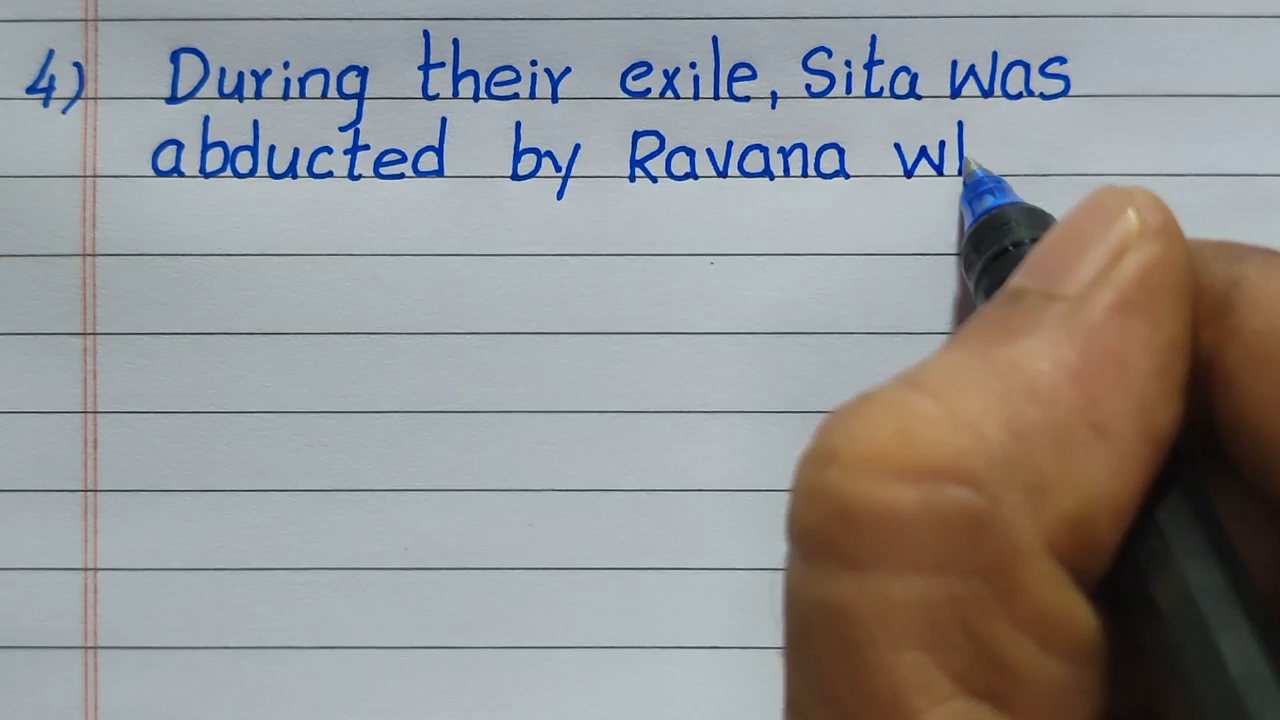 4) During their exile, Sita was
abducted by Ravana